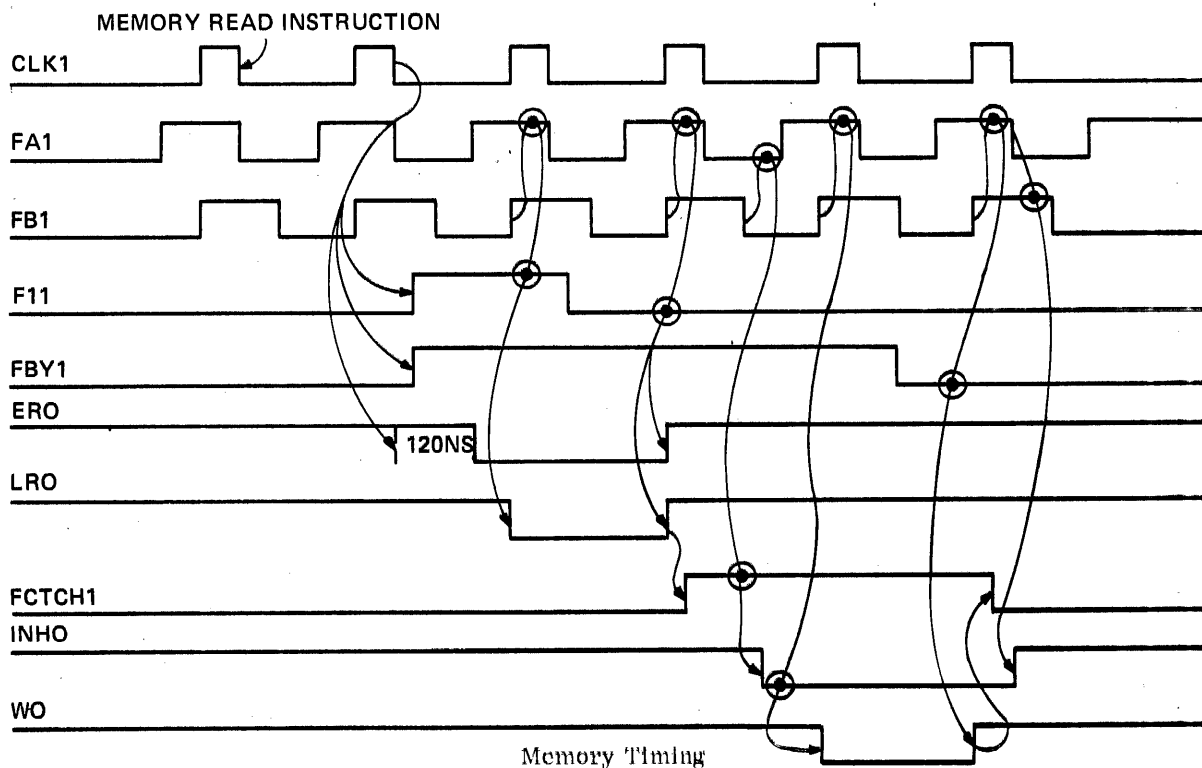 MEMORY READ INSTRUCTION
CLK1
FA1
FB1
F11
FBY1
ERO
120NS
LRO
FCTCH1
INHO
WO
Memory Timing